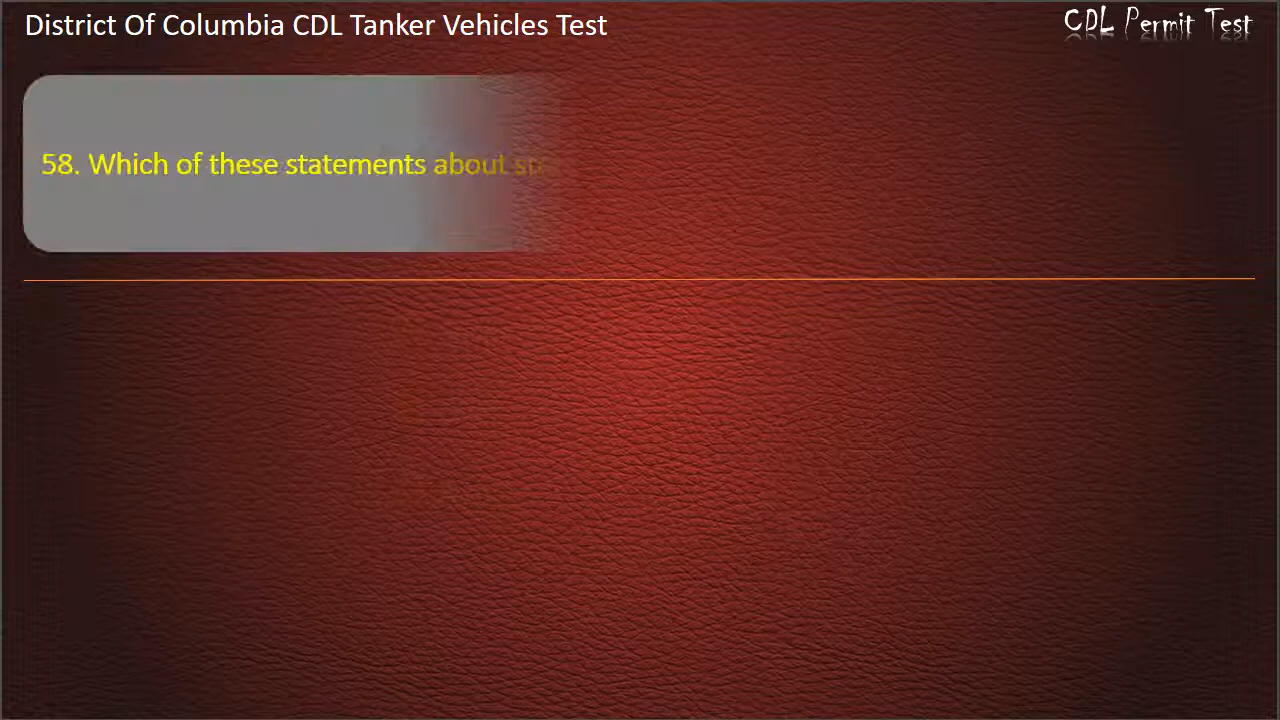 District Of Columbia CDL Tanker Vehicles Test
CDL Permit Test
58. Which of these statements about